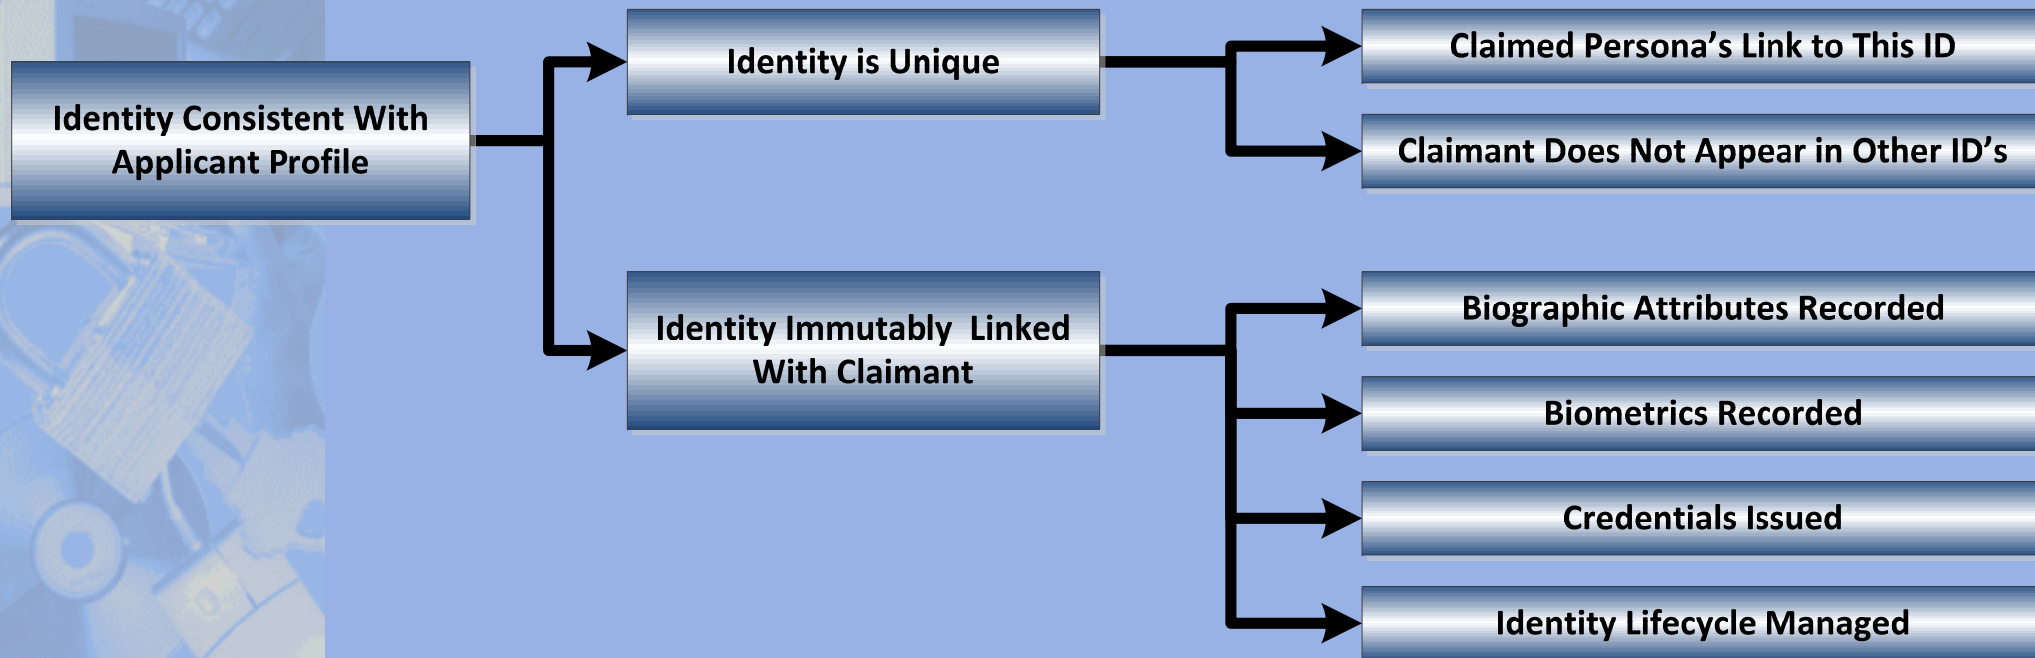 Identity Consistent With
Applicant Profile
Identity is Unique
Identity Immutably  Linked
With Claimant
Claimed Persona’s Link to This ID
Claimant Does Not Appear in Other ID’s
Biographic Attributes Recorded
Biometrics Recorded
Credentials Issued
Identity Lifecycle Managed